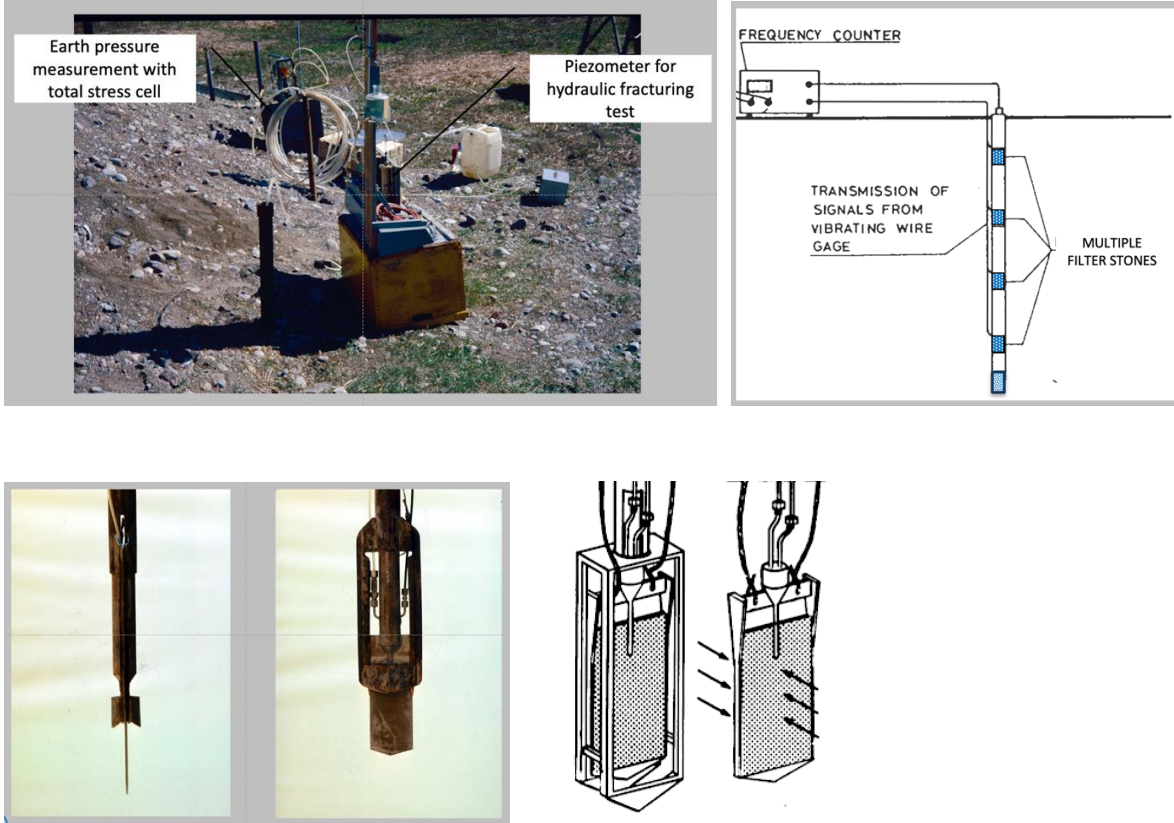 Earth pressure
measurement with
total stress cell
Piezometer for
hydraulic fracturing
test
FREQUENCY COUNTER
TRANSMISSION OF
SIGNALS FROM
VIBRATING WIRE
GAGE
MULTIPLE
FILTER STONES